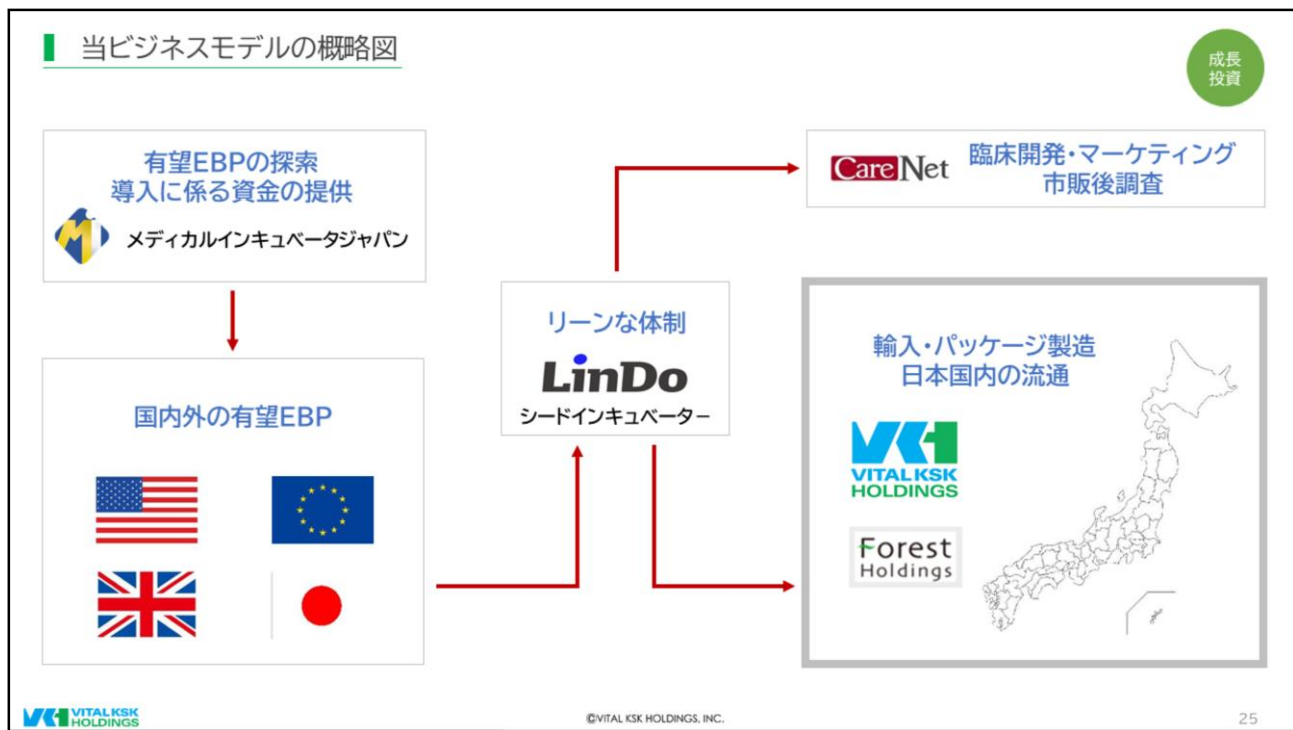 当ビジネスモデルの概略図
成長
投資
有望EBPの探索
導入に係る資金の提供
MI
メディカルインキュベータジャパン
国内外の有望EBP
リーンな体制
LinDo
シードインキュベーター
CareNet
臨床開発・マーケティング
市販後調査
輸入・パッケージ製造
日本国内の流通
VITAL KSK
HOLDINGS
Forest
Holdings
VITAL KSK
HOLDINGS
©VITAL KSK HOLDINGS, INC.
25